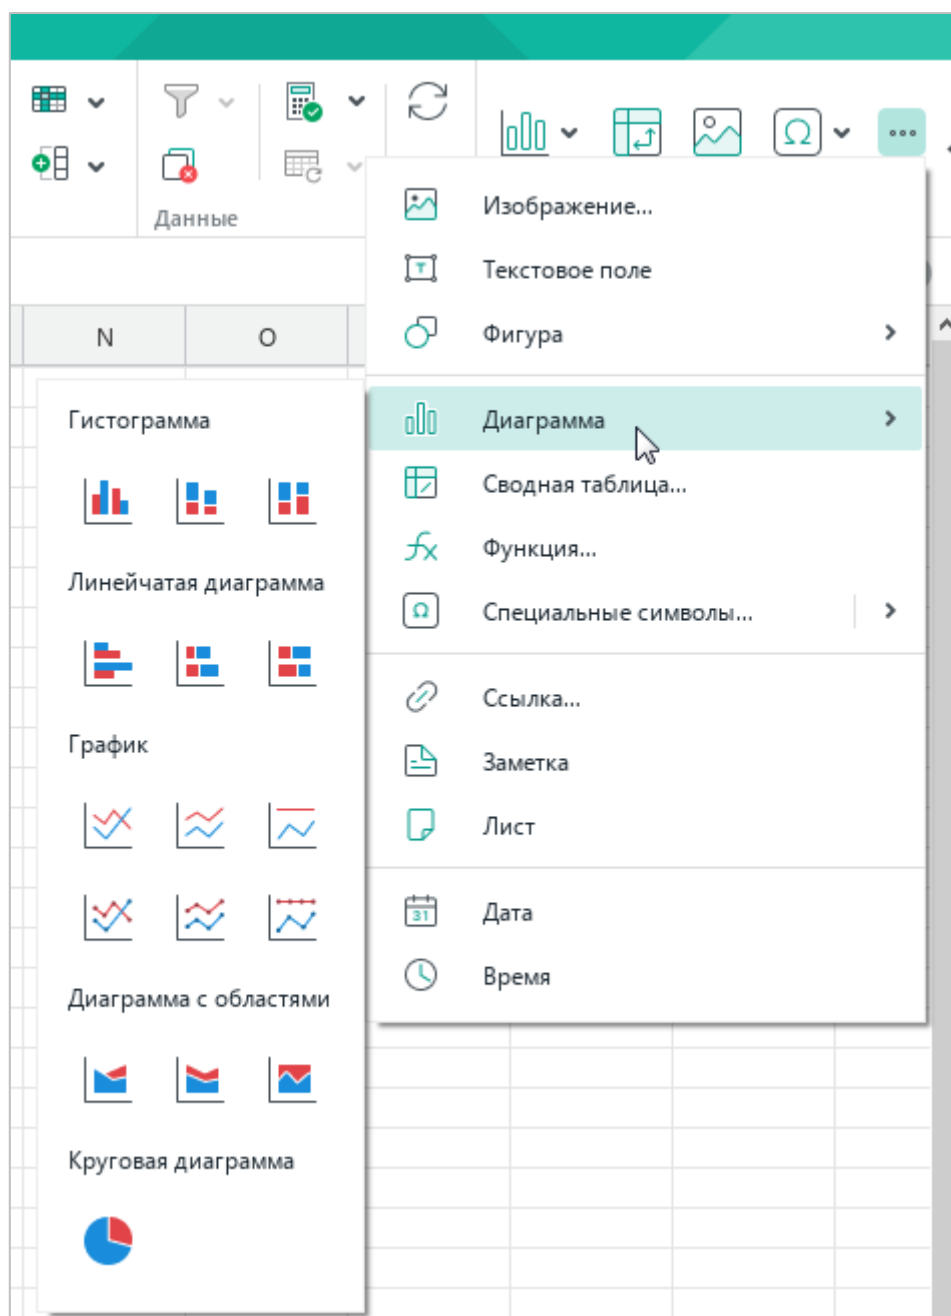 Данные
N
O
Изображение...
Текстовое поле
Фигура
Диаграмма
Сводная таблица...
Функция...
Специальные символы...
Ссылка...
Заметка
Лист
31
Дата
Время
Гистограмма
Линейчатая диаграмма
График
Диаграмма с областями
Круговая диаграмма